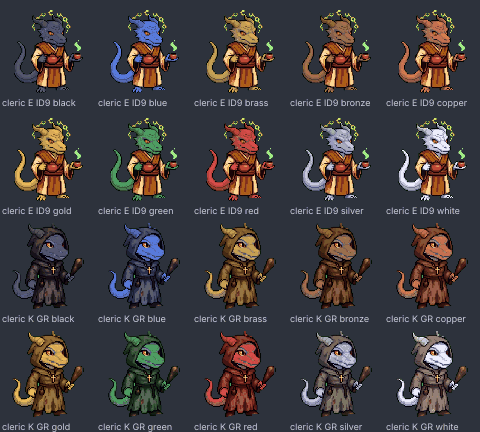 cleric E ID9 black
cleric E ID9 blue
cleric E ID9 brass
cleric E ID9 bronze
cleric E ID9 copper
cleric E ID9 gold
cleric E ID9 green
cleric E ID9 red
cleric E ID9 silver
cleric E ID9 white
cleric K GR black
cleric K GR blue
cleric K GR brass
cleric K GR bronze
cleric K GR copper
cleric K GR gold
cleric K GR green
cleric K GR red
cleric K GR silver
cleric K GR white